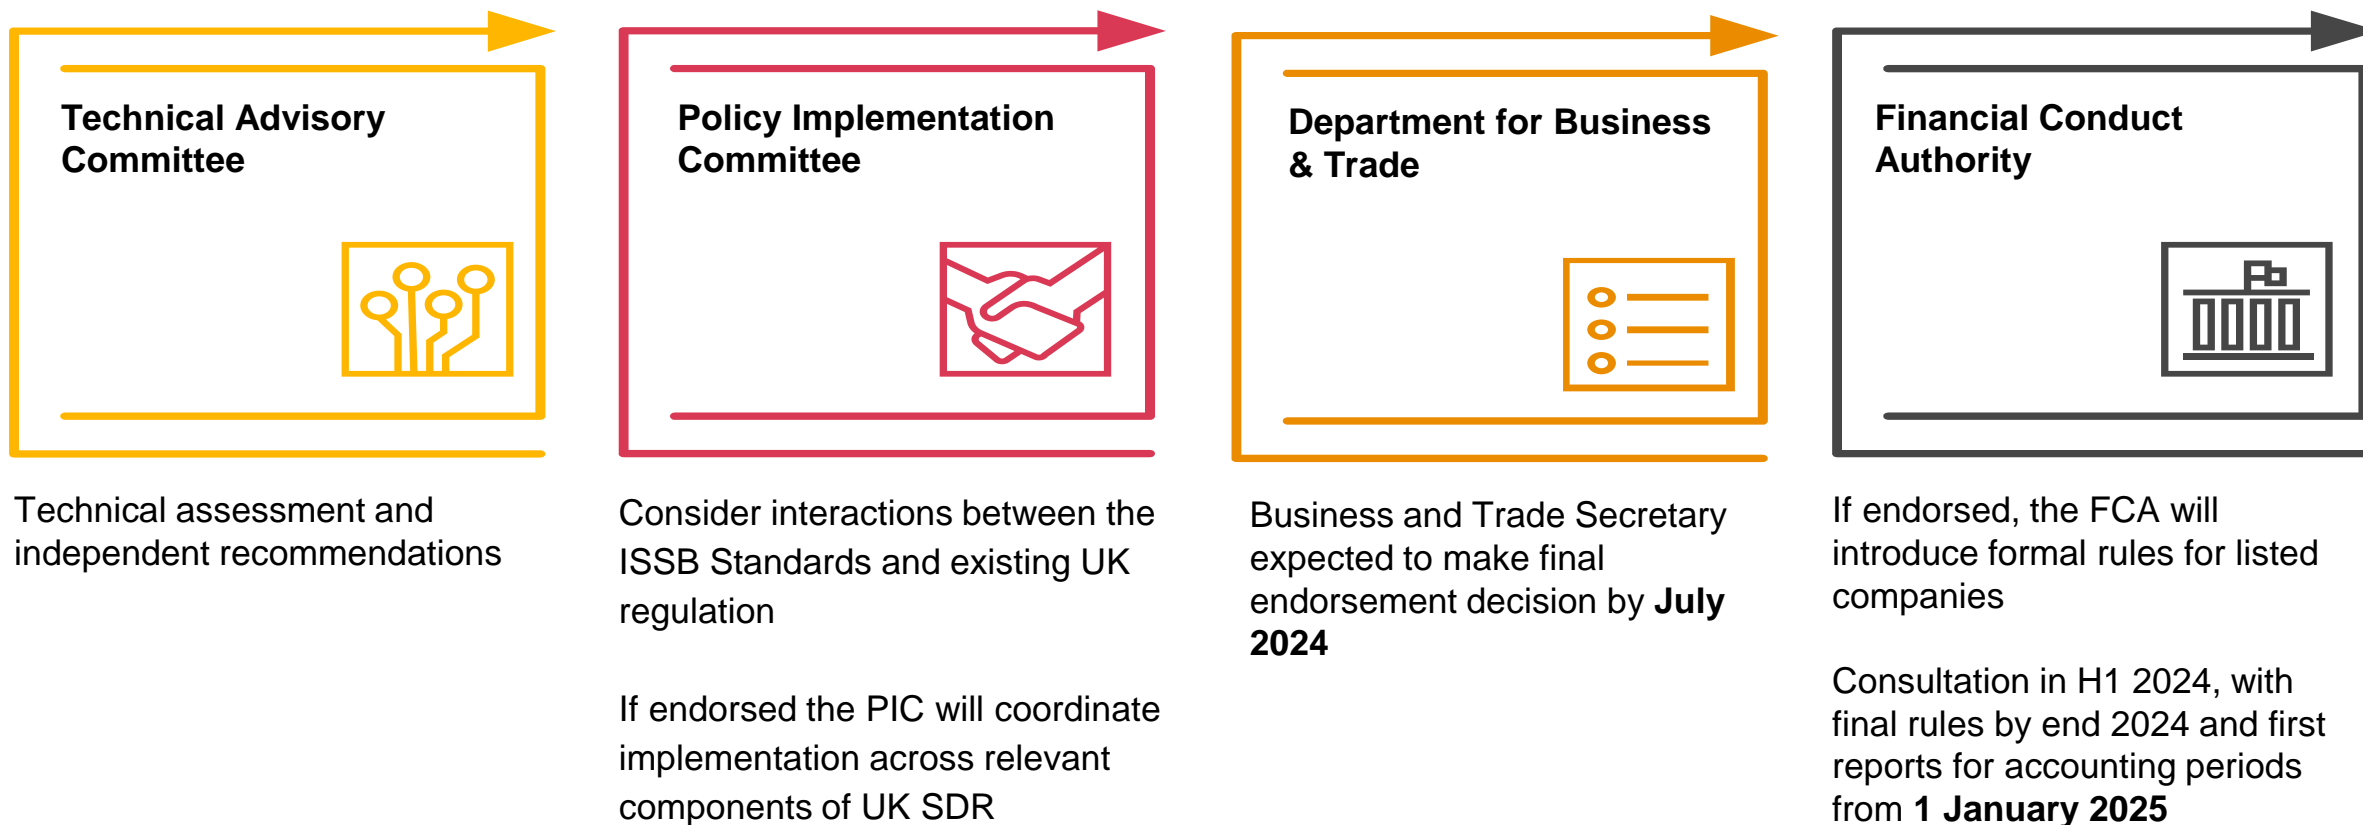 Technical Advisory
Committee
Technical assessment and
independent recommendations
Policy Implementation
Committee
Consider interactions between the
ISSB Standards and existing UK
regulation
If endorsed the PIC will coordinate
implementation across relevant
components of UK SDR
Department for Business
& Trade
Business and Trade Secretary
expected to make final
endorsement decision by July
2024
Financial Conduct
Authority
If endorsed, the FCA will
introduce formal rules for listed
companies
Consultation in H1 2024, with
final rules by end 2024 and first
reports for accounting periods
from 1 January 2025